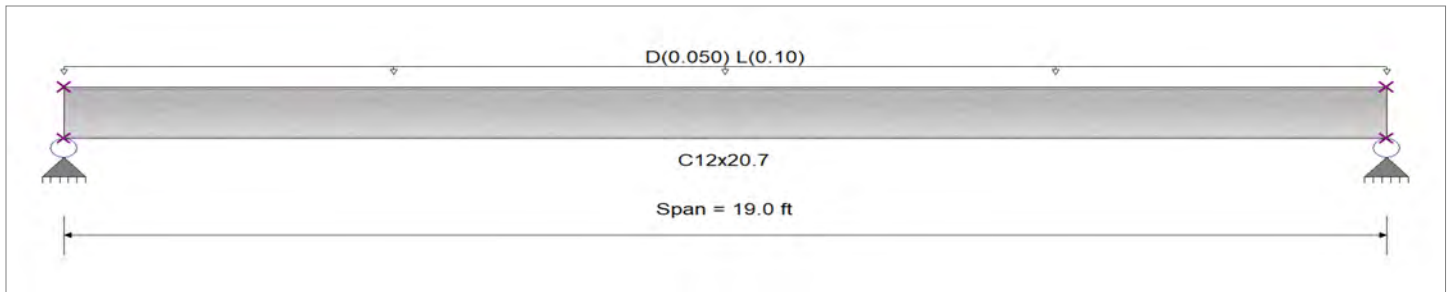 D(0.050) L(0.10)
C12x20.7
Span = 19.0 ft